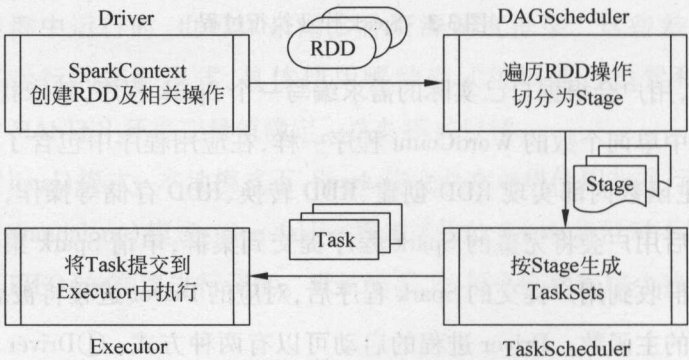 Driver
DAGScheduler
RDD
SparkContext
创建RDD及相关操作
遍历RDD操作
切分为Stage
Stage
Task
将Task提交到
Executor中执行
按Stage生成
TaskSets
Executor
TaskScheduler